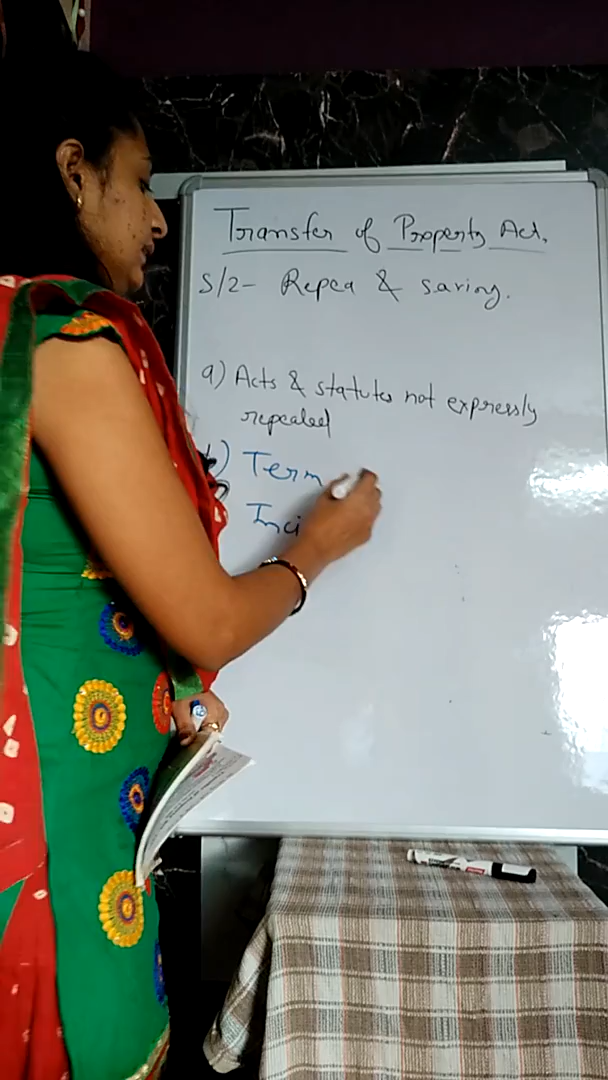 Transfer of Property Act.
S/2- Repea & saving.
a) Acts & statutes not expressly
repealed
b) Term
Inci